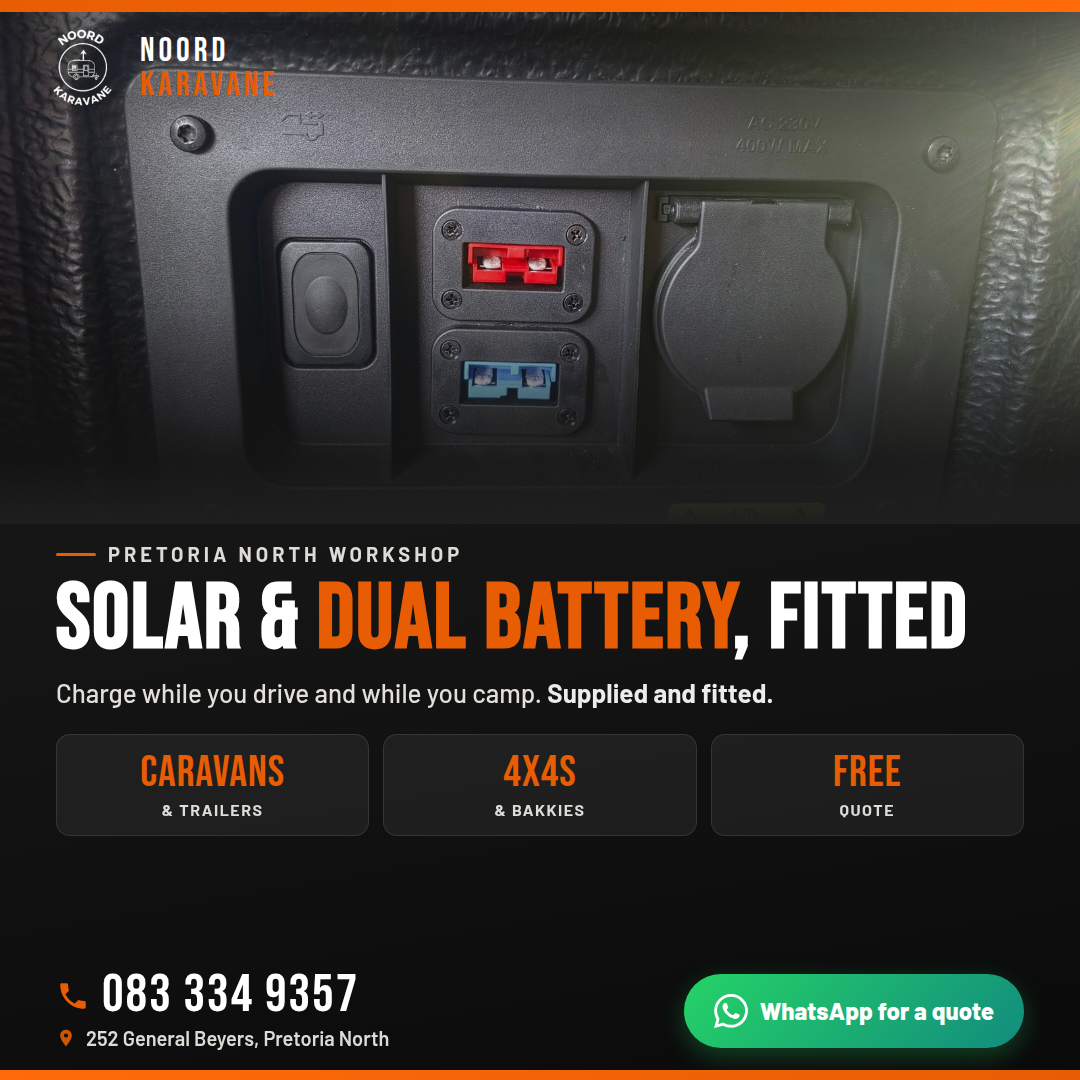 NOORD
KARAVANE
NOORD
KARAVANE
AC 230V
400W MAX
PRETORIA NORTH WORKSHOP
SOLAR & DUAL BATTERY, FITTED
Charge while you drive and while you camp. Supplied and fitted.
CARAVANS
& TRAILERS
4X4S
& BAKKIES
FREE
QUOTE
083 334 9357
252 General Beyers, Pretoria North
WhatsApp for a quote